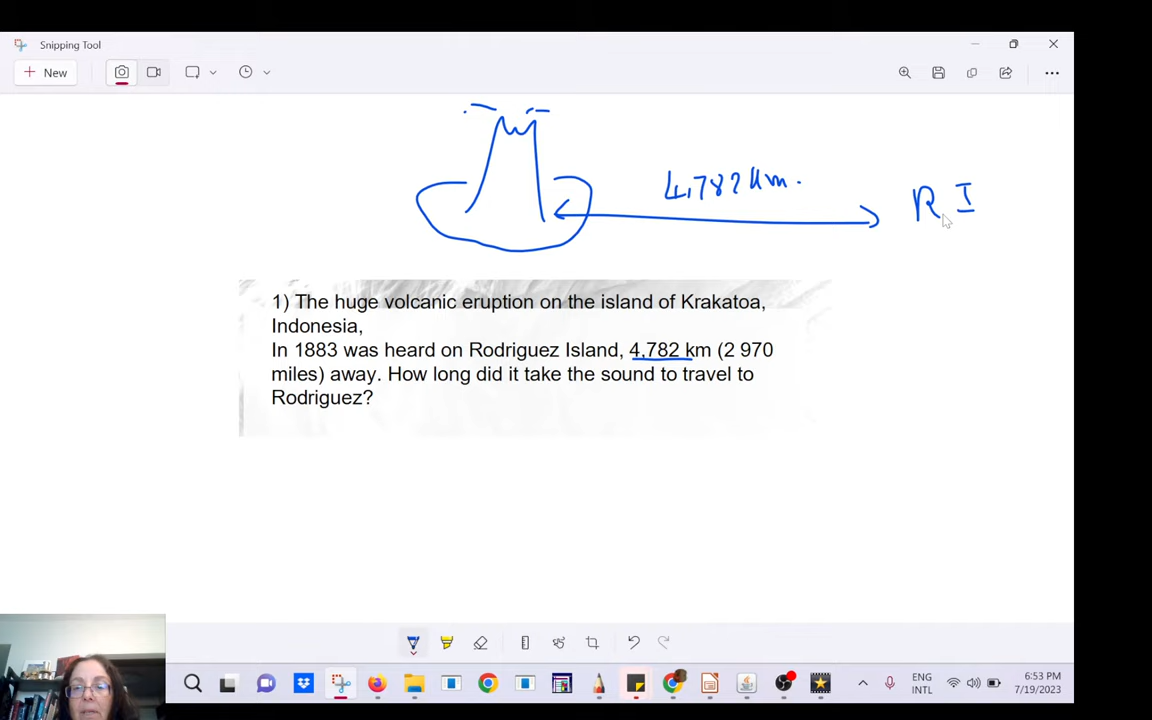 Snipping Tool
New
4,782 km.
R I
1) The huge volcanic eruption on the island of Krakatoa,
Indonesia,
In 1883 was heard on Rodriguez Island, 4,782 km (2 970
miles) away. How long did it take the sound to travel to
Rodriguez?
ENG
INTL
6:53 PM
7/19/2023